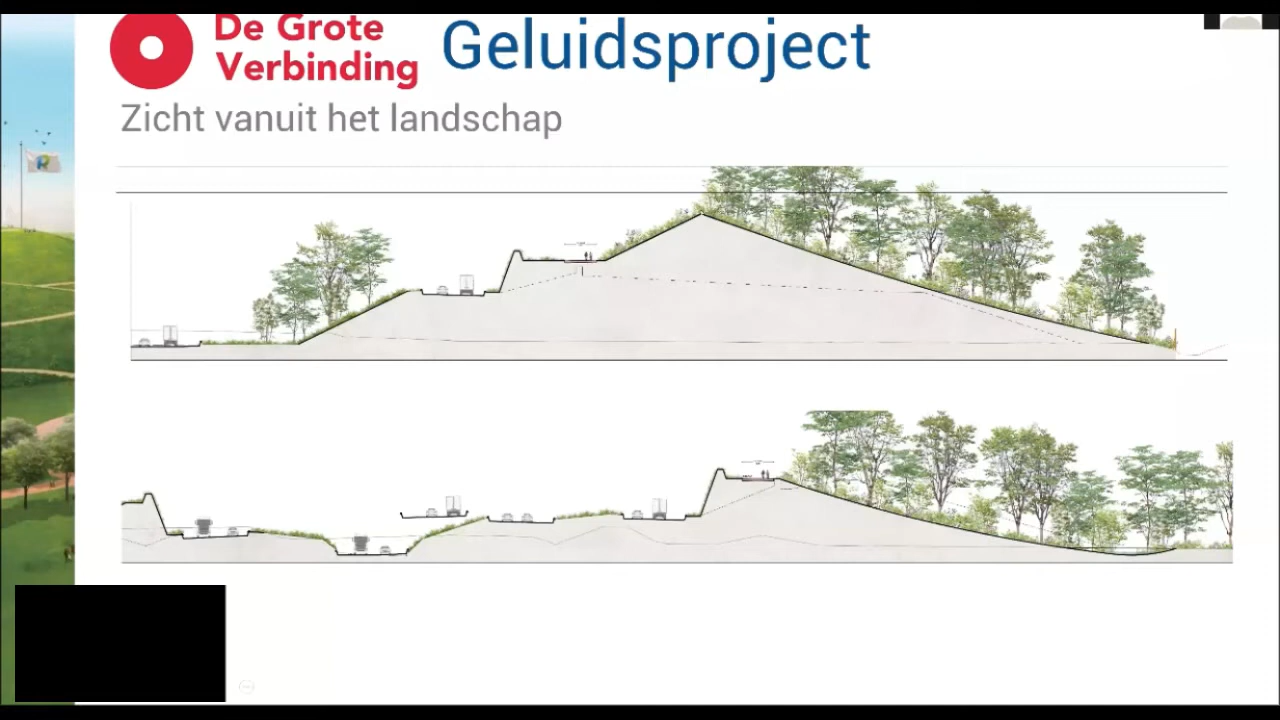 De Grote
Verbinding
Geluidsproject
Zicht vanuit het landschap
R